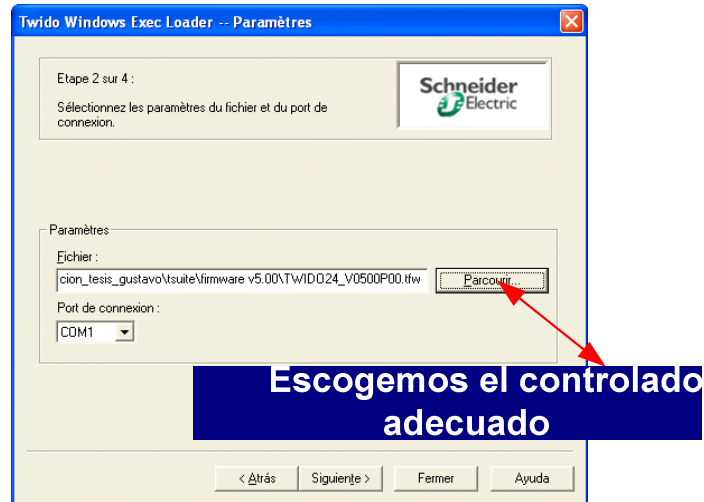 Twido Windows Exec Loader -- Paramètres
Etape 2 sur 4 :
Sélectionnez les paramètres du fichier et du port de
connexion.
Schneider
Electric
Paramètres
Fichier :
cion_tesis_gustavo\tsuite\firmware v5.00\TWIDO24_V0500P00.tfw
Parcourir...
Port de connexion :
COM1
Escogemos el controlado
adecuado
< Atrás
Siguiente >
Fermer
Ayuda